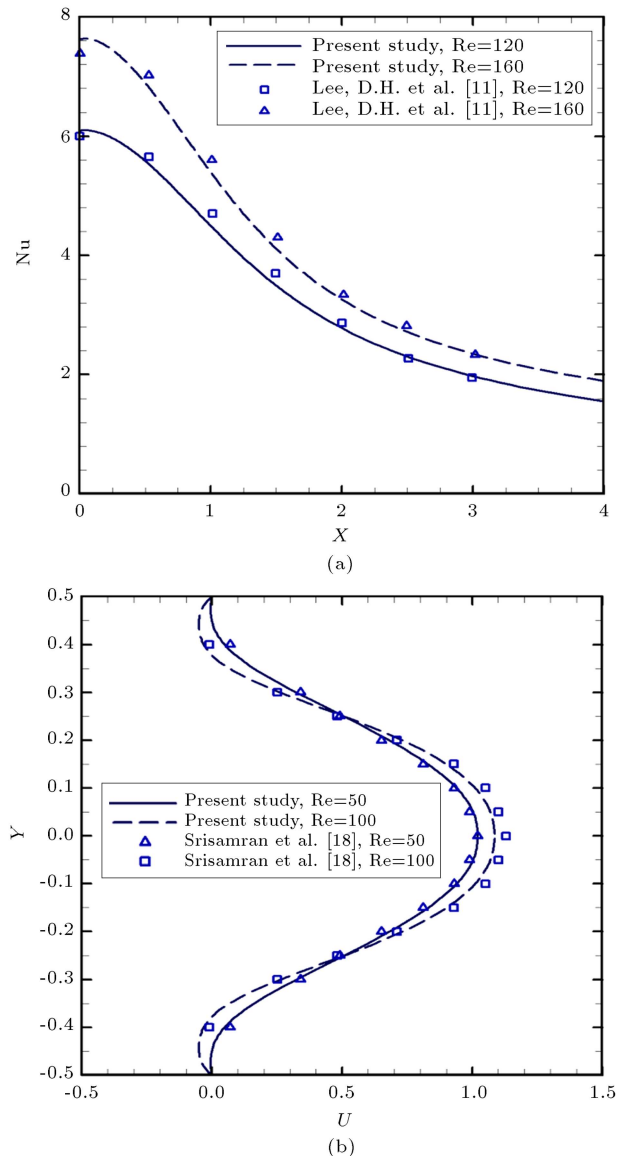 8
6
4
2
0
Nu
Present study, Re=120
Present study, Re=160
Lee, D.H. et al. [11], Re=120
Lee, D.H. et al. [11], Re=160
0 1 2 3 4
X
(a)
0.5
0.4
0.3
0.2
0.1
0.0
-0.1
-0.2
-0.3
-0.4
-0.5
Y
Present study, Re=50
Present study, Re=100
Srisamran et al. [18], Re=50
Srisamran et al. [18], Re=100
-0.5 0.0 0.5 1.0 1.5
U
(b)